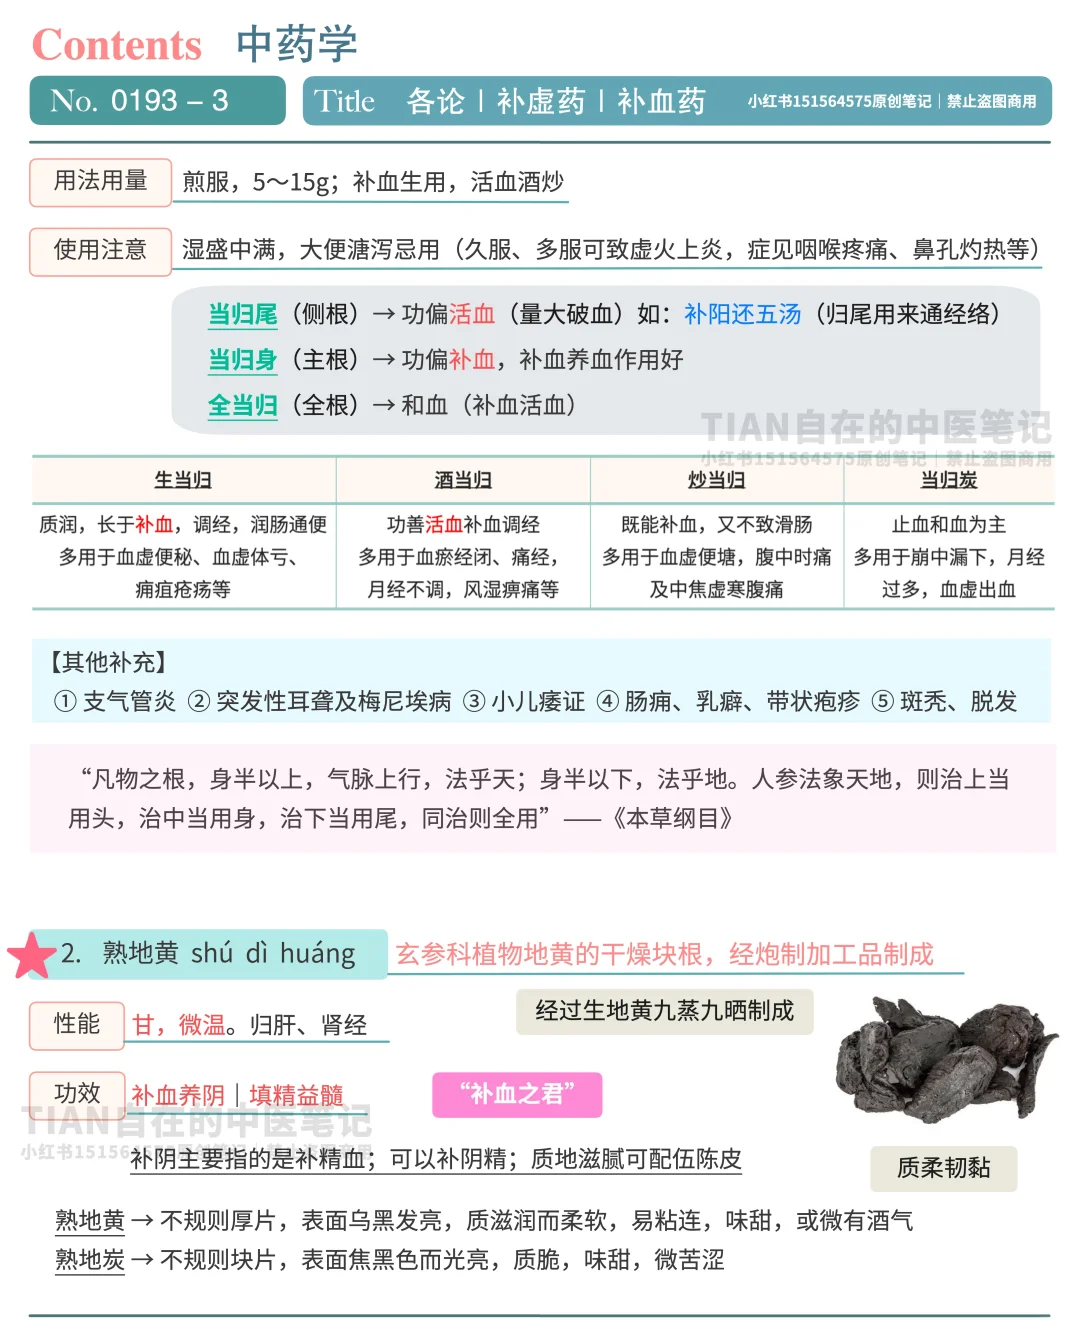 Contents 中药学
No. 0193 – 3
Title 各论丨补虚药丨补血药 小红书151564575原创笔记｜禁止盗图商用
用法用量 煎服，5～15g；补血生用，活血酒炒
使用注意 湿盛中满，大便溏泻忌用（久服、多服可致虚火上炎，症见咽喉疼痛、鼻孔灼热等）
当归尾（侧根）→ 功偏活血（量大破血）如：补阳还五汤（归尾用来通经络）
当归身（主根）→ 功偏补血，补血养血作用好
全当归（全根）→ 和血（补血活血）
TIAN自在的中医笔记
小红书151564575原创笔记｜禁止盗图商用
生当归 酒当归 炒当归 当归炭
质润，长于补血，调经，润肠通便 功善活血补血调经 既能补血，又不致滑肠 止血和血为主
多用于血虚便秘、血虚体亏、 多用于血瘀经闭、痛经， 多用于血虚便塘，腹中时痛 多用于崩中漏下，月经
痈疽疮疡等 月经不调，风湿痹痛等 及中焦虚寒腹痛 过多，血虚出血
【其他补充】
① 支气管炎 ② 突发性耳聋及梅尼埃病 ③ 小儿痿证 ④ 肠痈、乳癖、带状疱疹 ⑤ 斑秃、脱发
“凡物之根，身半以上，气脉上行，法乎天；身半以下，法乎地。人参法象天地，则治上当
用头，治中当用身，治下当用尾，同治则全用”——《本草纲目》
2. 熟地黄 shú dì huáng 玄参科植物地黄的干燥块根，经炮制加工品制成
性能 甘，微温。归肝、肾经
经过生地黄九蒸九晒制成
功效 补血养阴｜填精益髓
“补血之君”
TIAN自在的中医笔记
小红书151564575原创笔记｜禁止盗图商用
补阴主要指的是补精血；可以补阴精；质地滋腻可配伍陈皮
质柔韧黏
熟地黄 → 不规则厚片，表面乌黑发亮，质滋润而柔软，易粘连，味甜，或微有酒气
熟地炭 → 不规则块片，表面焦黑色而光亮，质脆，味甜，微苦涩